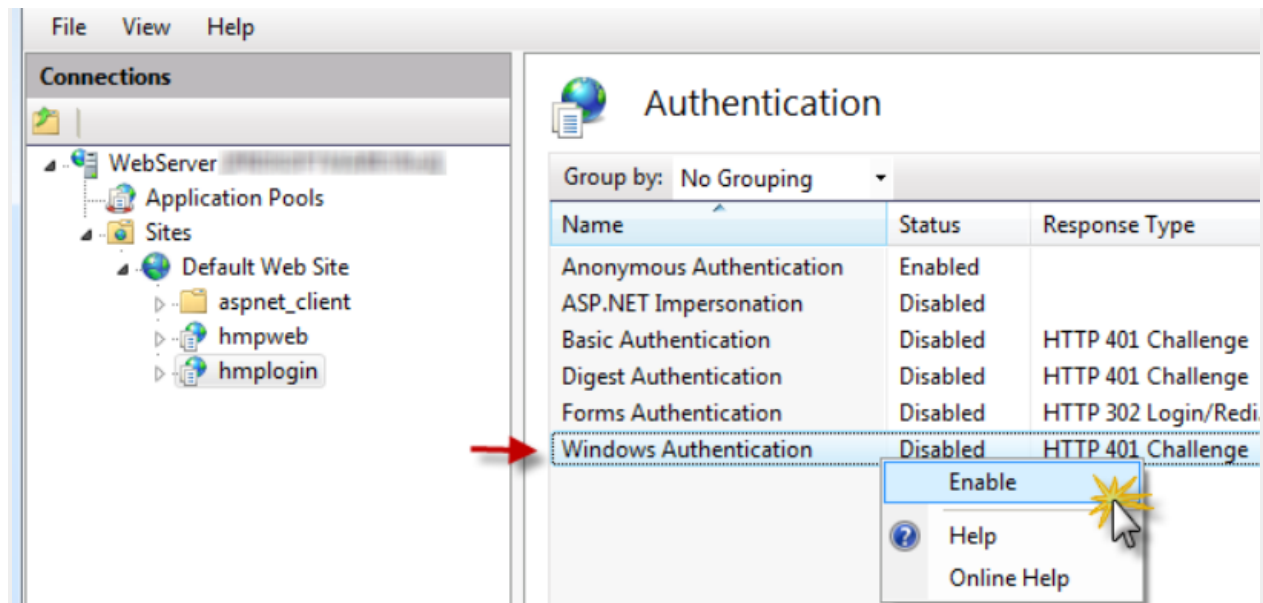 File View Help
Connections
WebServer
Application Pools
Sites
Default Web Site
aspnet_client
hmpweb
hmplogin
Authentication
Group by: No Grouping
Name Status Response Type
Anonymous Authentication Enabled
ASP.NET Impersonation Disabled
Basic Authentication Disabled HTTP 401 Challenge
Digest Authentication Disabled HTTP 401 Challenge
Forms Authentication Disabled HTTP 302 Login/Redi
Windows Authentication Disabled HTTP 401 Challenge
Enable
Help
Online Help